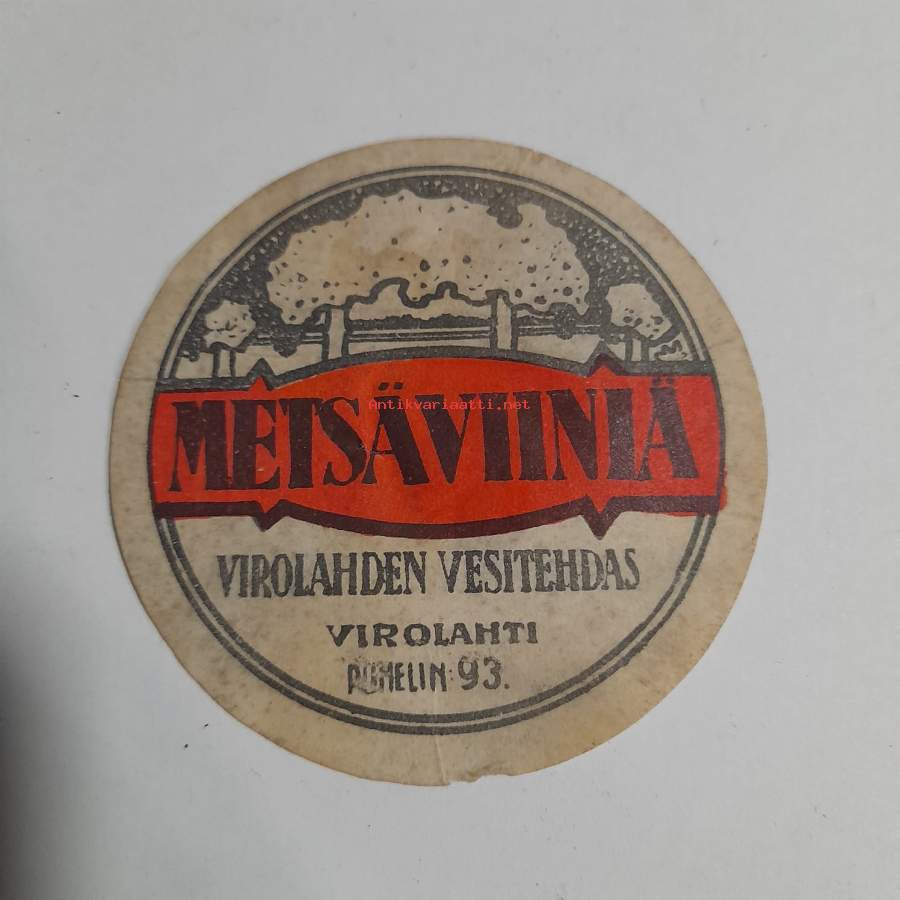 METSÄVIINIÄ
Antikvariaatti.net
VIROLAHDEN VESITEHDAS
VIROLAHTI
PUHELIN 93.